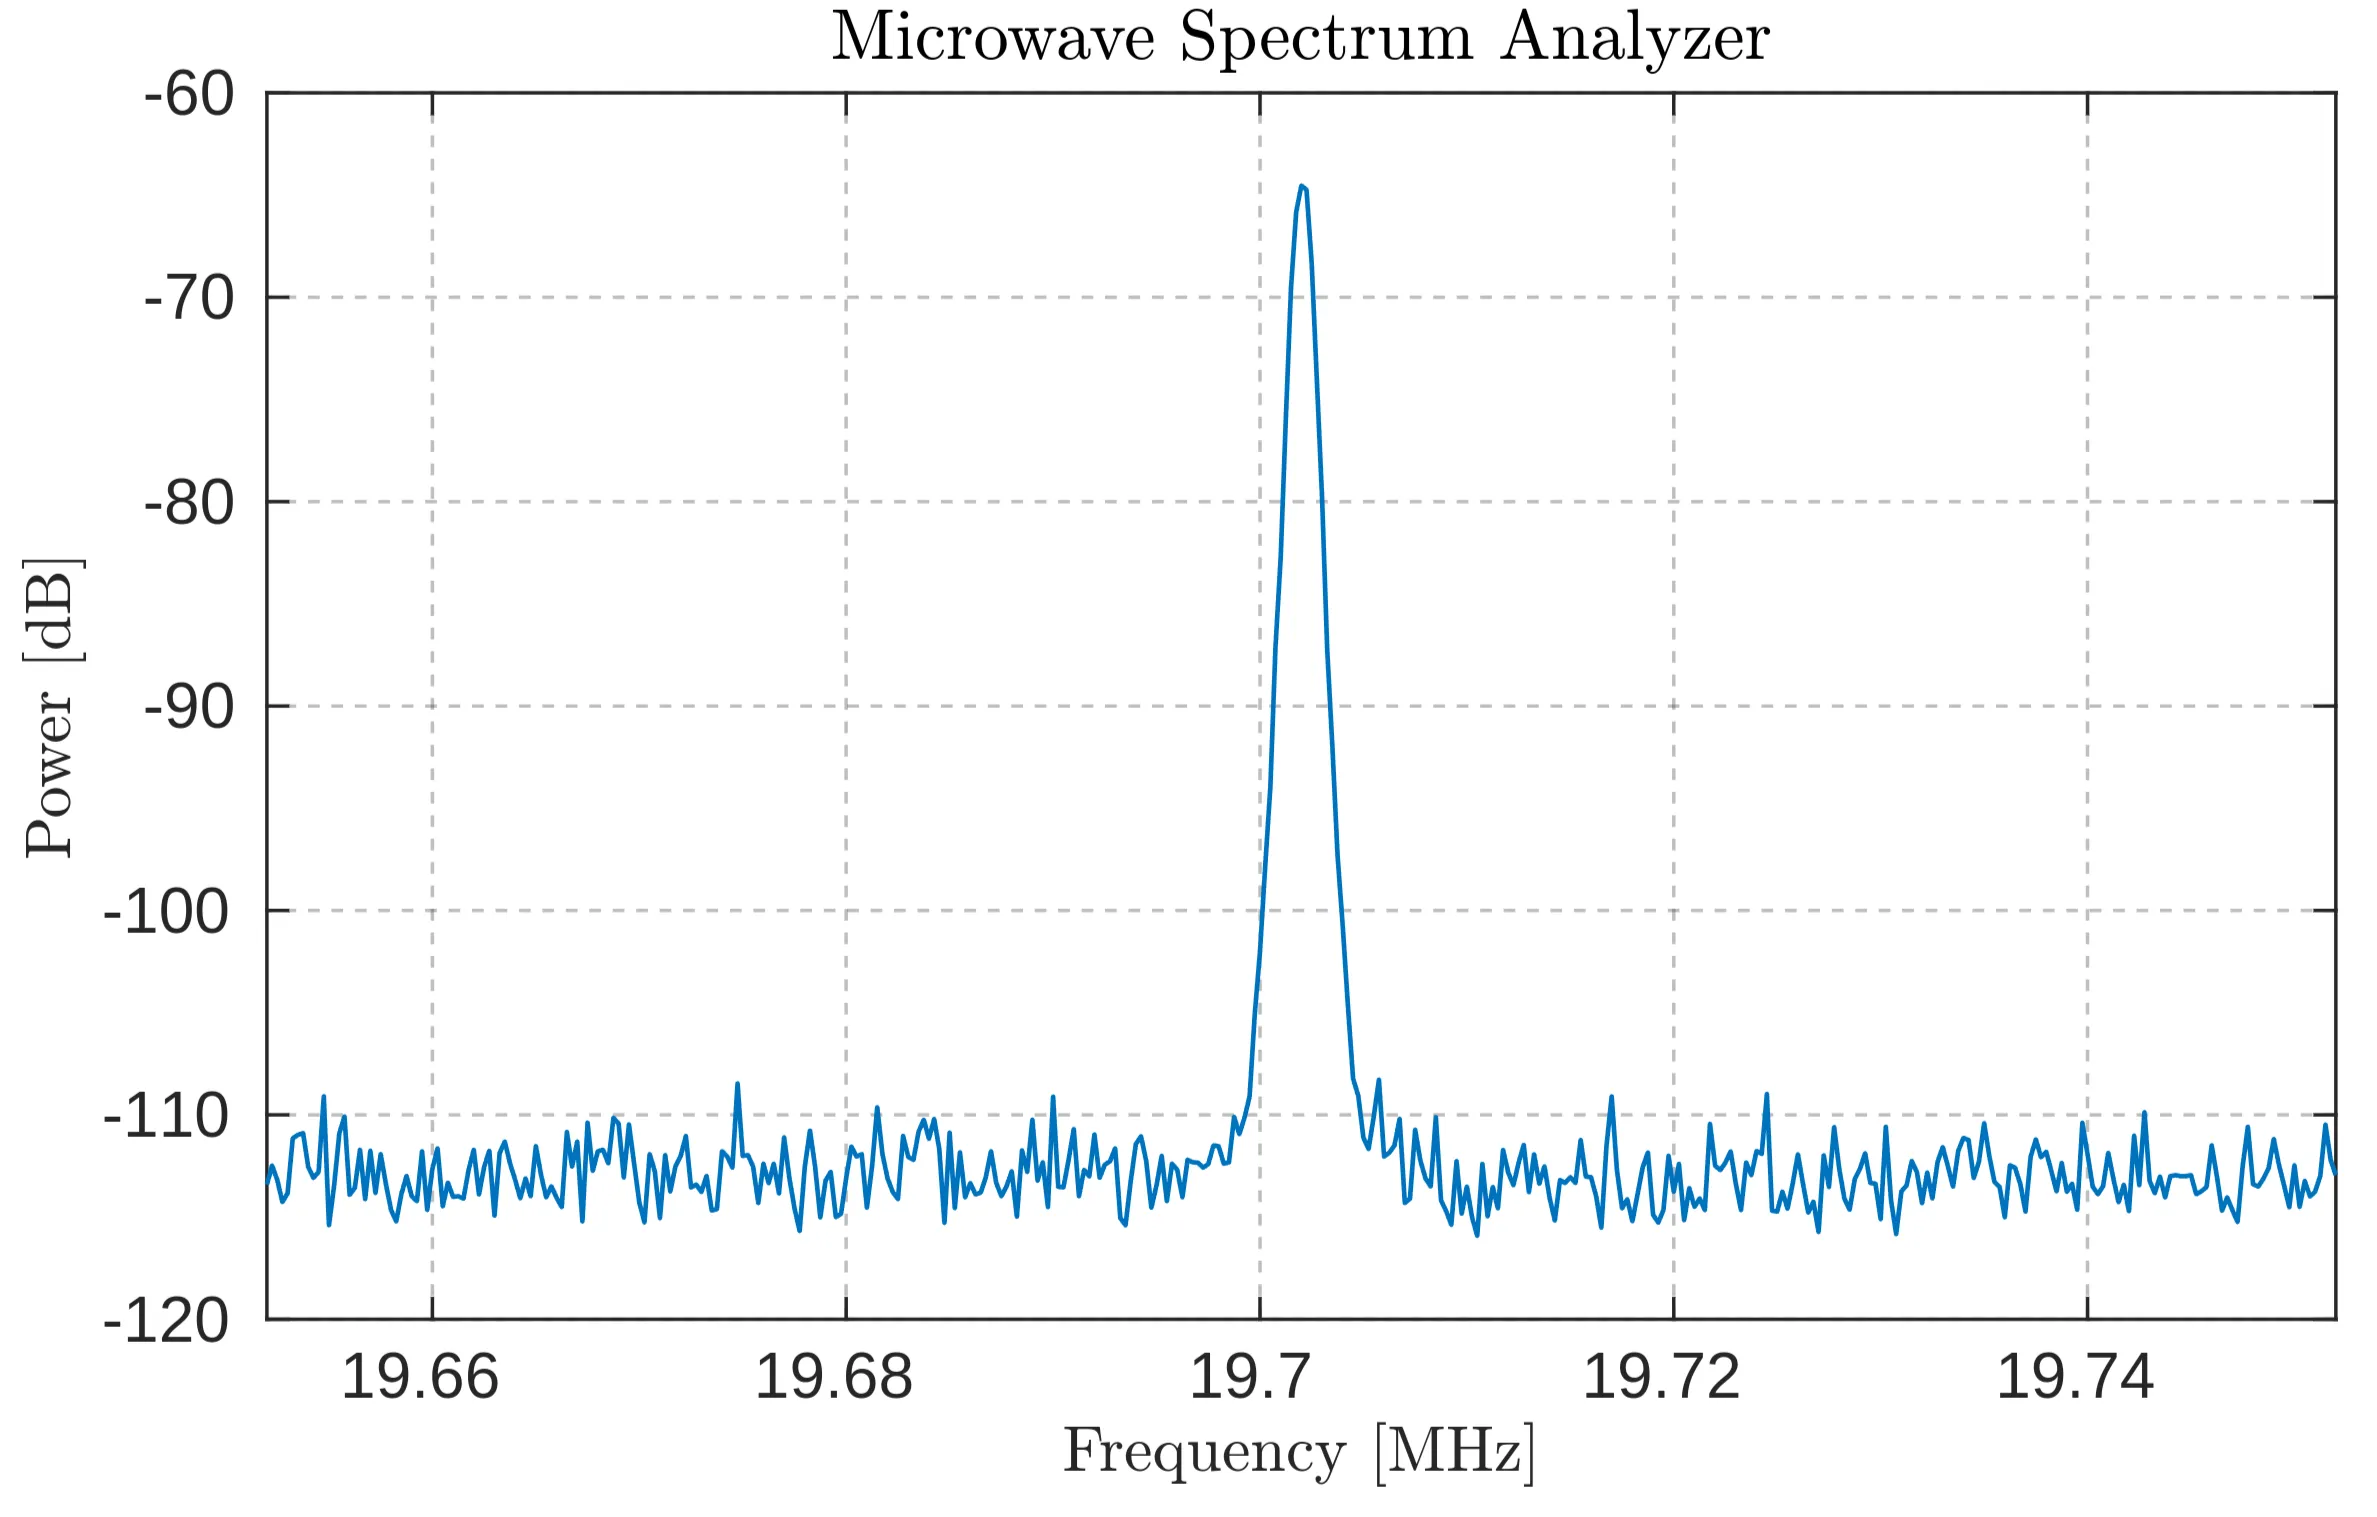 Microwave Spectrum Analyzer
-60
-70
-80
-90
-100
-110
-120
Power [dB]
19.66 19.68 19.7 19.72 19.74
Frequency [MHz]